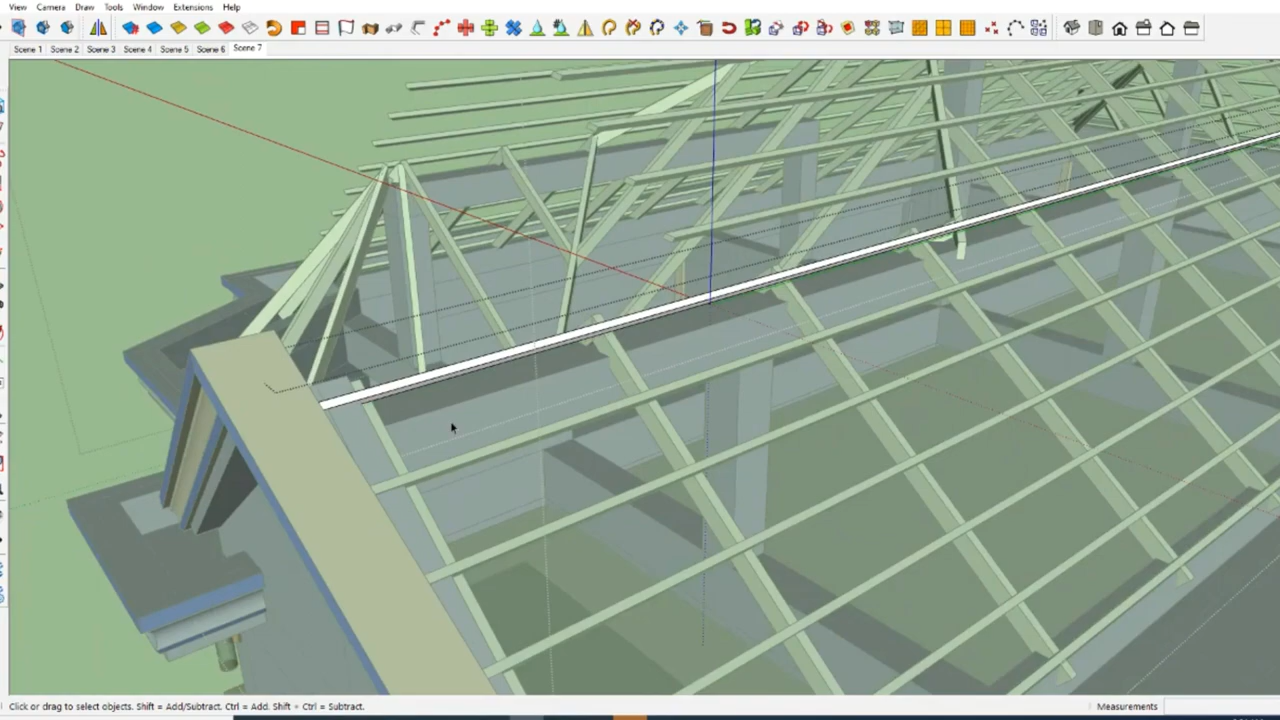 View Camera Draw Tools Window Extensions Help
Scene 1 Scene 2 Scene 3 Scene 4 Scene 5 Scene 6 Scene 7
Click or drag to select objects. Shift = Add/Subtract. Ctrl = Add. Shift + Ctrl = Subtract. Measurements